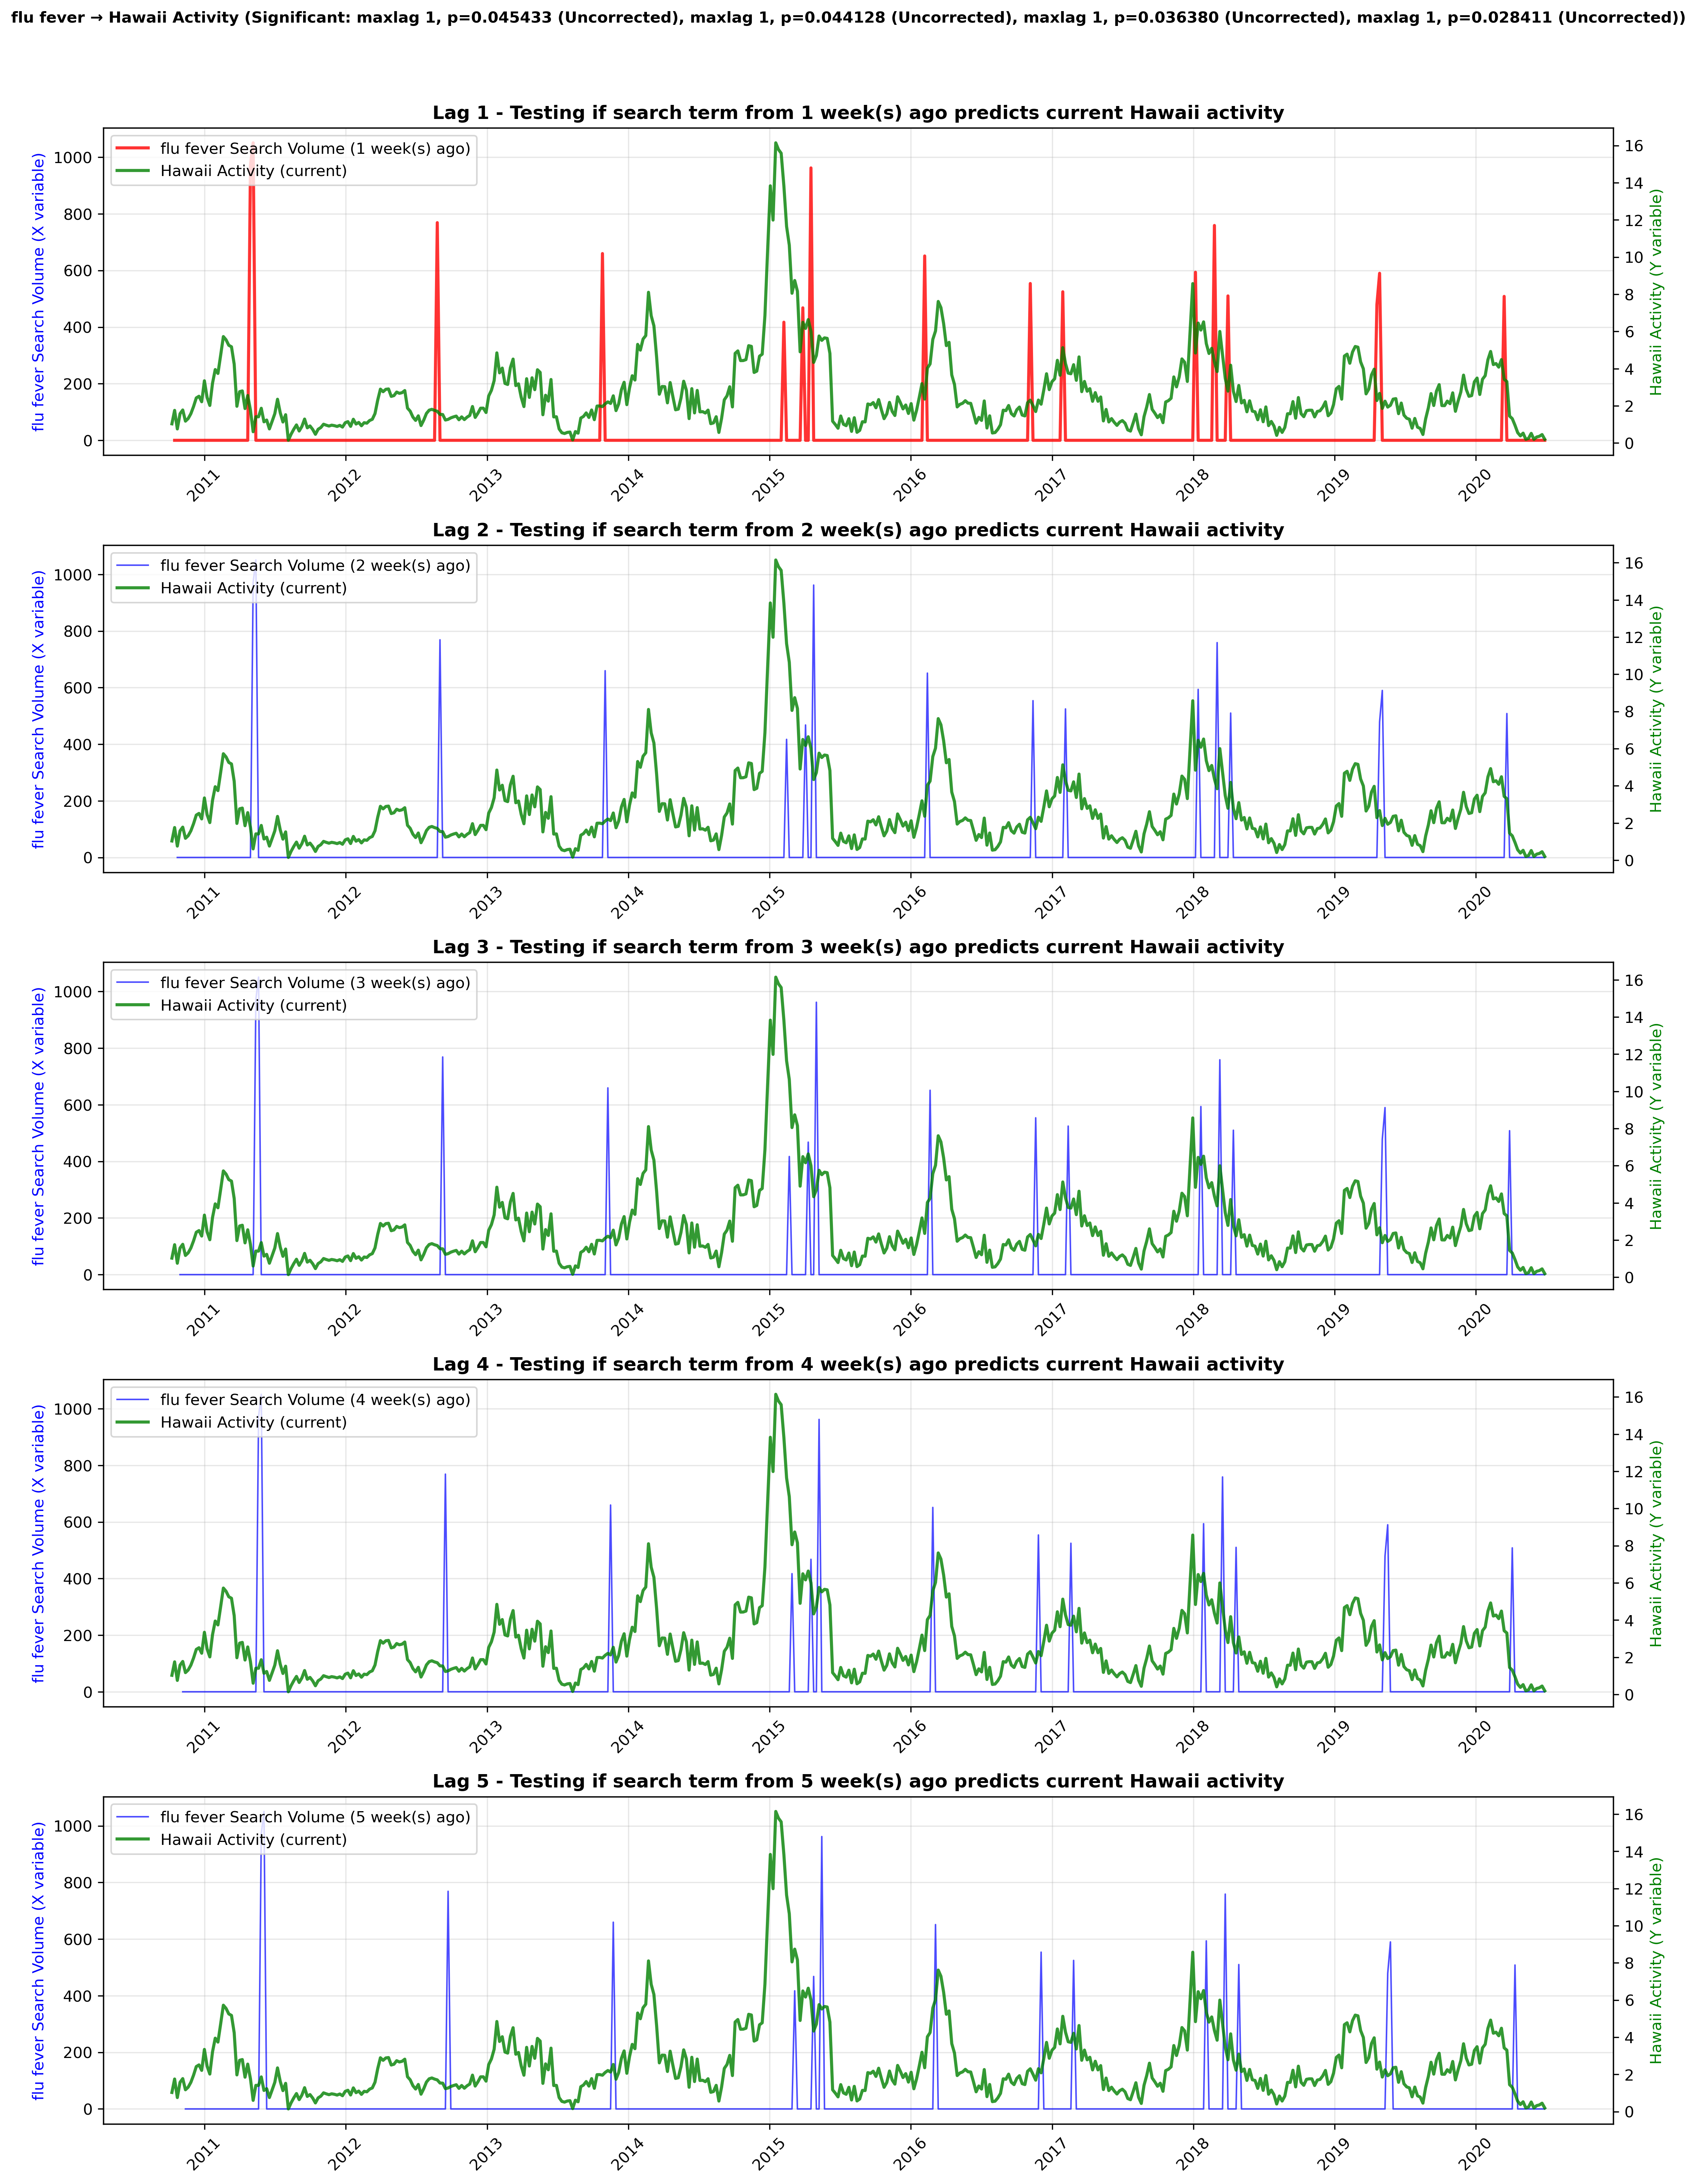 flu fever → Hawaii Activity (Significant: maxlag 1, p=0.045433 (Uncorrected), maxlag 1, p=0.044128 (Uncorrected), maxlag 1, p=0.036380 (Uncorrected), maxlag 1, p=0.028411 (Uncorrected))
Lag 1 - Testing if search term from 1 week(s) ago predicts current Hawaii activity
flu fever Search Volume (1 week(s) ago)
Hawaii Activity (current)
flu fever Search Volume (X variable)
1000
800
600
400
200
0
16
14
12
10
8
6
4
2
0
Hawaii Activity (Y variable)
2011 2012 2013 2014 2015 2016 2017 2018 2019 2020
Lag 2 - Testing if search term from 2 week(s) ago predicts current Hawaii activity
flu fever Search Volume (2 week(s) ago)
Hawaii Activity (current)
flu fever Search Volume (X variable)
1000
800
600
400
200
0
16
14
12
10
8
6
4
2
0
Hawaii Activity (Y variable)
2011 2012 2013 2014 2015 2016 2017 2018 2019 2020
Lag 3 - Testing if search term from 3 week(s) ago predicts current Hawaii activity
flu fever Search Volume (3 week(s) ago)
Hawaii Activity (current)
flu fever Search Volume (X variable)
1000
800
600
400
200
0
16
14
12
10
8
6
4
2
0
Hawaii Activity (Y variable)
2011 2012 2013 2014 2015 2016 2017 2018 2019 2020
Lag 4 - Testing if search term from 4 week(s) ago predicts current Hawaii activity
flu fever Search Volume (4 week(s) ago)
Hawaii Activity (current)
flu fever Search Volume (X variable)
1000
800
600
400
200
0
16
14
12
10
8
6
4
2
0
Hawaii Activity (Y variable)
2011 2012 2013 2014 2015 2016 2017 2018 2019 2020
Lag 5 - Testing if search term from 5 week(s) ago predicts current Hawaii activity
flu fever Search Volume (5 week(s) ago)
Hawaii Activity (current)
flu fever Search Volume (X variable)
1000
800
600
400
200
0
16
14
12
10
8
6
4
2
0
Hawaii Activity (Y variable)
2011 2012 2013 2014 2015 2016 2017 2018 2019 2020